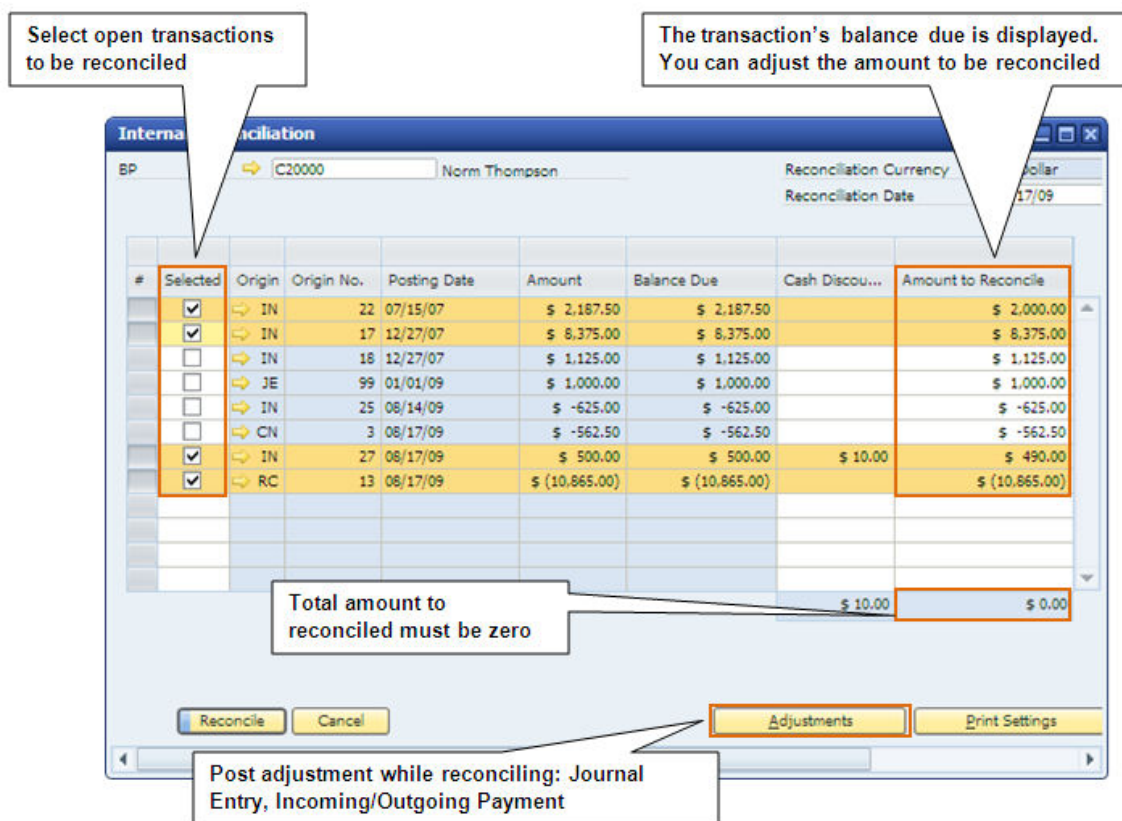 Select open transactions
to be reconciled
The transaction's balance due is displayed.
You can adjust the amount to be reconciled
Interna nciliation
BP C20000 Norm Thompson Reconciliation Currency Dollar
Reconciliation Date 17/09
# Selected Origin Origin No. Posting Date Amount Balance Due Cash Discou... Amount to Reconcile
IN 22 07/15/07 $ 2,187.50 $ 2,187.50 $ 2,000.00
IN 17 12/27/07 $ 8,375.00 $ 8,375.00 $ 8,375.00
IN 18 12/27/07 $ 1,125.00 $ 1,125.00 $ 1,125.00
JE 99 01/01/09 $ 1,000.00 $ 1,000.00 $ 1,000.00
IN 25 08/14/09 $ -625.00 $ -625.00 $ -625.00
CN 3 08/17/09 $ -562.50 $ -562.50 $ -562.50
IN 27 08/17/09 $ 500.00 $ 500.00 $ 10.00 $ 490.00
RC 13 08/17/09 $ (10,865.00) $ (10,865.00) $ (10,865.00)
Total amount to
reconciled must be zero
$ 10.00 $ 0.00
Reconcile Cancel Adjustments Print Settings
Post adjustment while reconciling: Journal
Entry, Incoming/Outgoing Payment